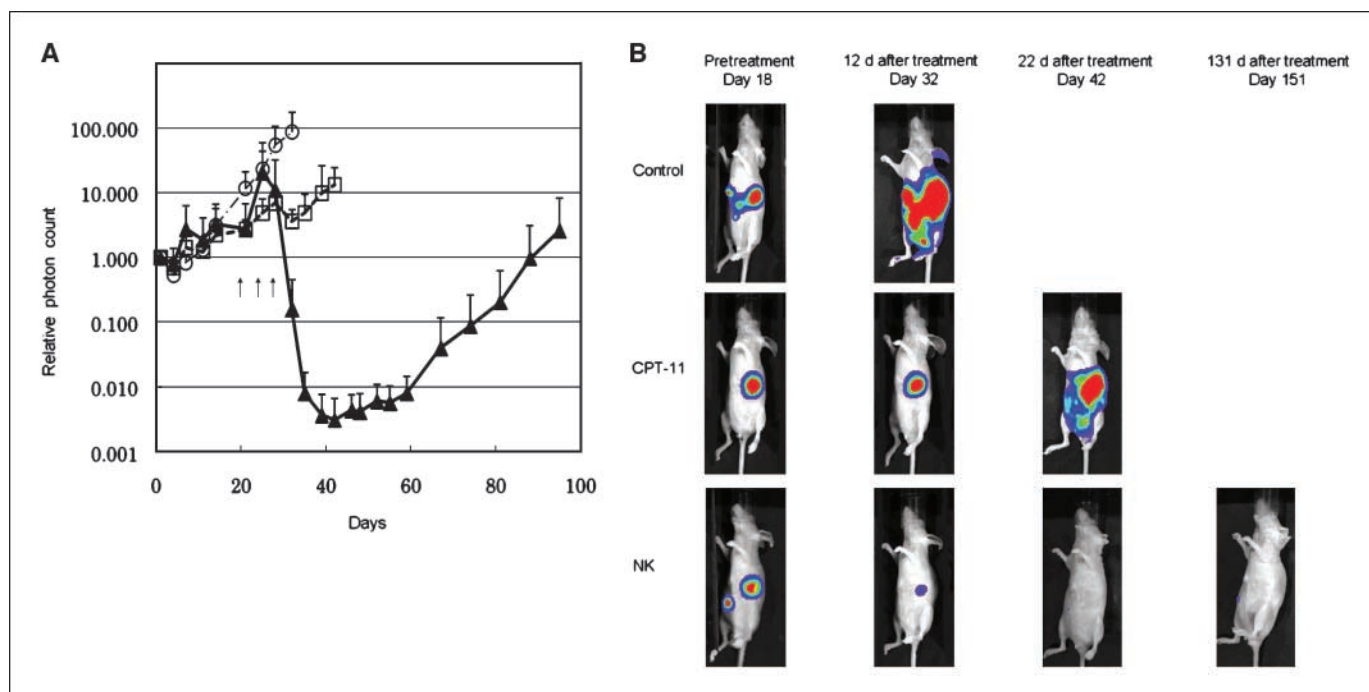 A
Relative photon count
100.000
10.000
1.000
0.100
0.010
0.001
0 20 40 60 80 100
Days
B
Pretreatment
Day 18
12 d after treatment
Day 32
22 d after treatment
Day 42
131 d after treatment
Day 151
Control
CPT-11
NK